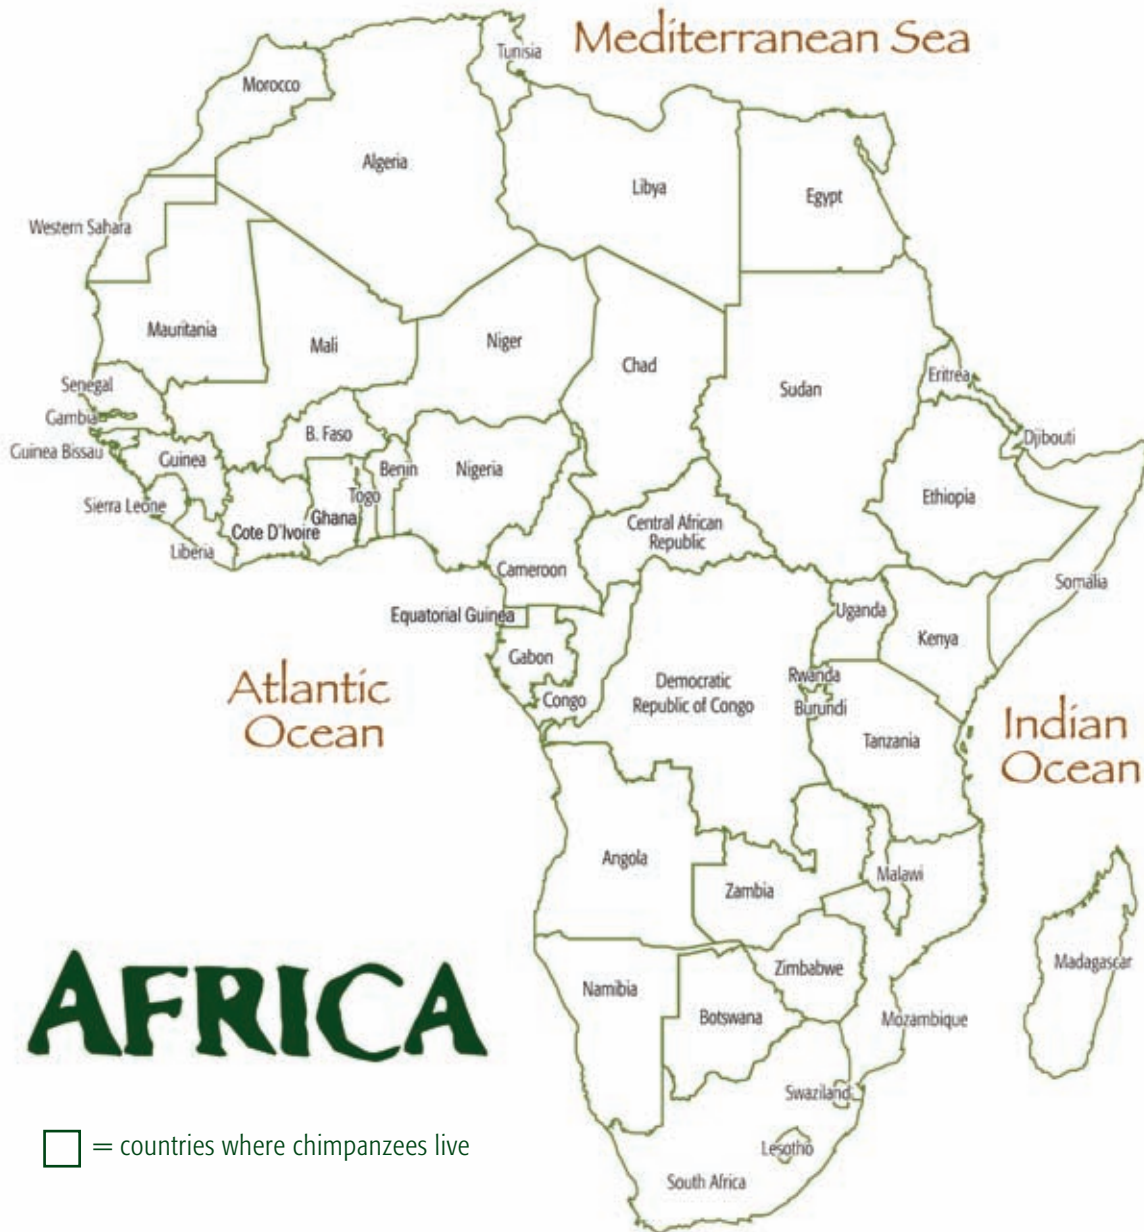 Mediterranean Sea
Tunisia
Morocco
Algeria
Libya
Egypt
Western Sahara
Mauritania
Mali
Niger
Chad
Sudan
Eritrea
Senegal
Gambia
Guinea Bissau
Guinea
B. Faso
Benin
Nigeria
Djibouti
Togo
Sierra Leone
Ghana
Cote D'Ivoire
Liberia
Ethiopia
Central African
Republic
Cameroon
Somalia
Equatorial Guinea
Uganda
Kenya
Gabon
Atlantic
Ocean
Congo
Democratic
Republic of Congo
Rwanda
Burundi
Tanzania
Indian
Ocean
Angola
Zambia
Malawi
Madagascar
Namibia
Zimbabwe
Botswana
Mozambique
AFRICA
Swaziland
Lesotho
South Africa
= countries where chimpanzees live